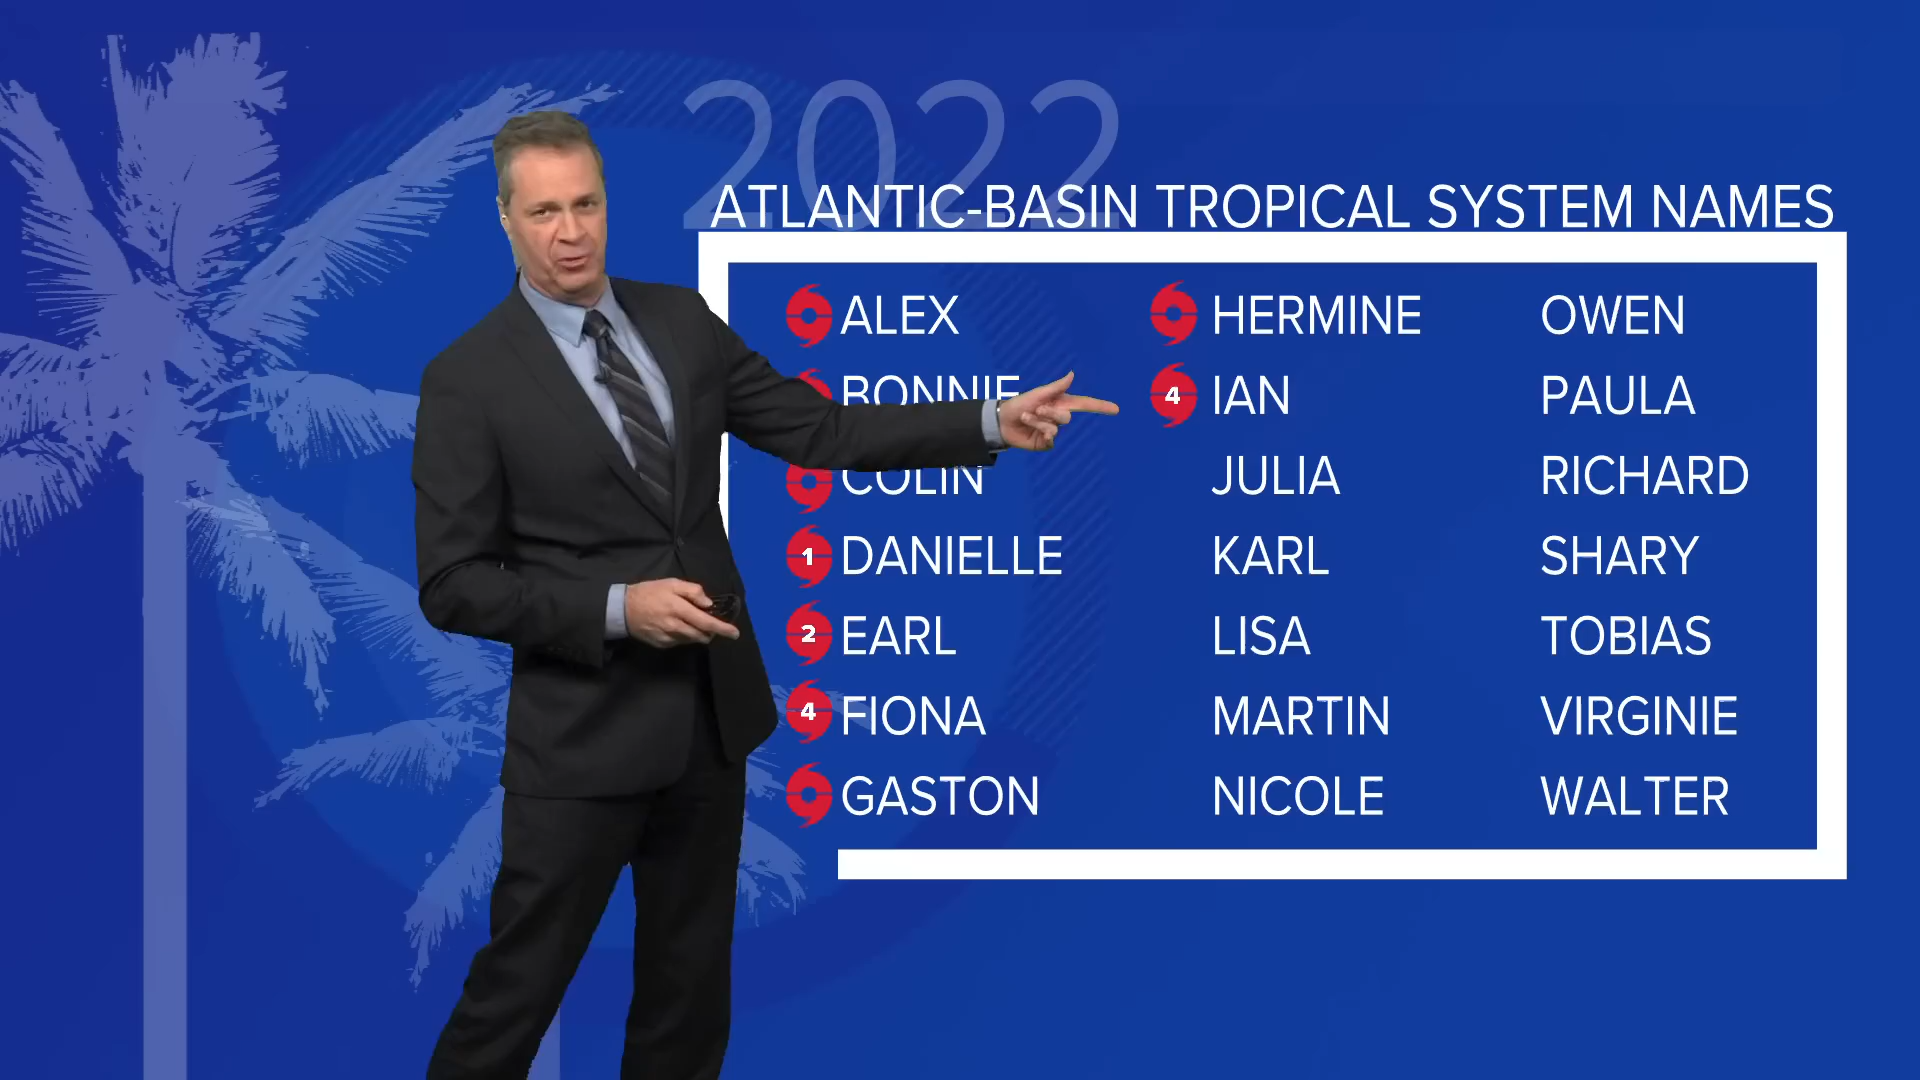 2022
ATLANTIC-BASIN TROPICAL SYSTEM NAMES
ALEX
BONNIE
COLIN
1 DANIELLE
2 EARL
4 FIONA
GASTON
HERMINE
4 IAN
JULIA
KARL
LISA
MARTIN
NICOLE
OWEN
PAULA
RICHARD
SHARY
TOBIAS
VIRGINIE
WALTER